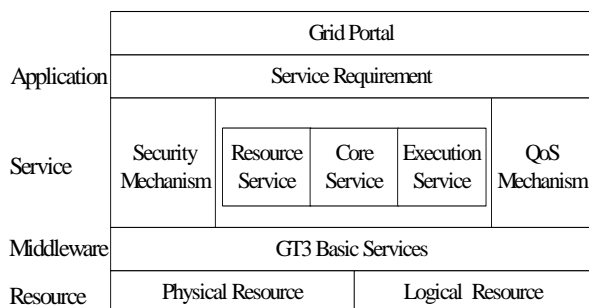 Grid Portal
Application
Service Requirement
Service
Security
Mechanism
Resource
Service
Core
Service
Execution
Service
QoS
Mechanism
Middleware
GT3 Basic Services
Resource
Physical Resource
Logical Resource